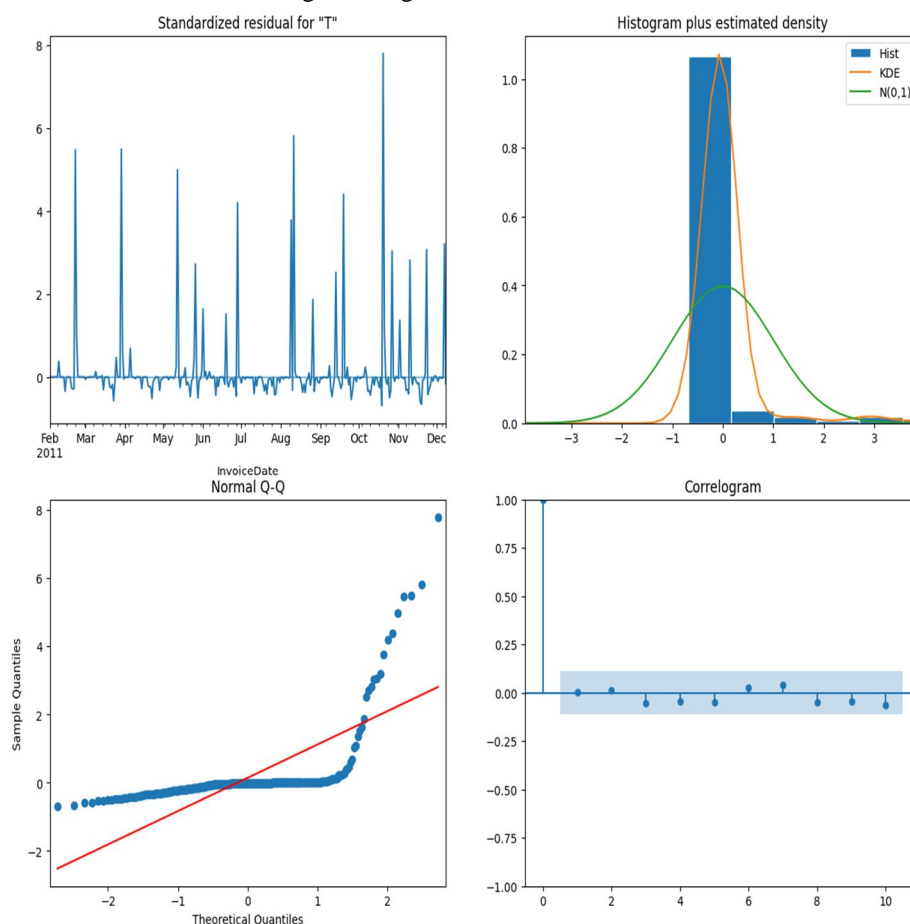 Standardized residual for "T"
8
6
4
2
0
Feb Mar Apr May Jun Jul Aug Sep Oct Nov Dec
2011
InvoiceDate
Histogram plus estimated density
Hist
KDE
N(0,1)
1.0
0.8
0.6
0.4
0.2
0.0
−3 −2 −1 0 1 2 3
Normal Q-Q
Sample Quantiles
8
6
4
2
0
−2
−2 −1 0 1 2
Theoretical Quantiles
Correlogram
1.00
0.75
0.50
0.25
0.00
−0.25
−0.50
−0.75
−1.00
0 2 4 6 8 10